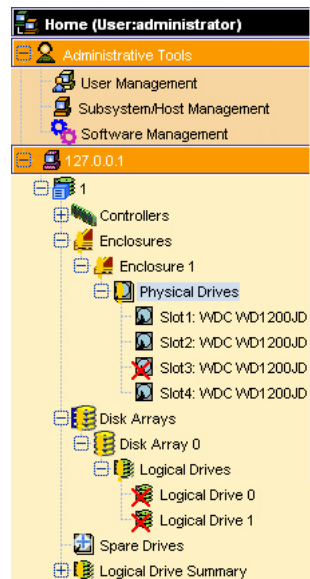 Home (User:administrator)
Administrative Tools
User Management
Subsystem/Host Management
Software Management
127.0.0.1
1
Controllers
Enclosures
Enclosure 1
Physical Drives
Slot1: WDC WD1200JD
Slot2: WDC WD1200JD
Slot3: WDC WD1200JD
Slot4: WDC WD1200JD
Disk Arrays
Disk Array 0
Logical Drives
Logical Drive 0
Logical Drive 1
Spare Drives
Logical Drive Summary